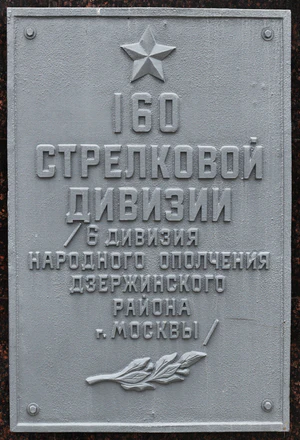 160
СТРЕЛКОВОЙ
ДИВИЗИИ
/6 ДИВИЗИЯ
НАРОДНОГО ОПОЛЧЕНИЯ
ДЗЕРЖИНСКОГО
РАЙОНА
г. МОСКВЫ/